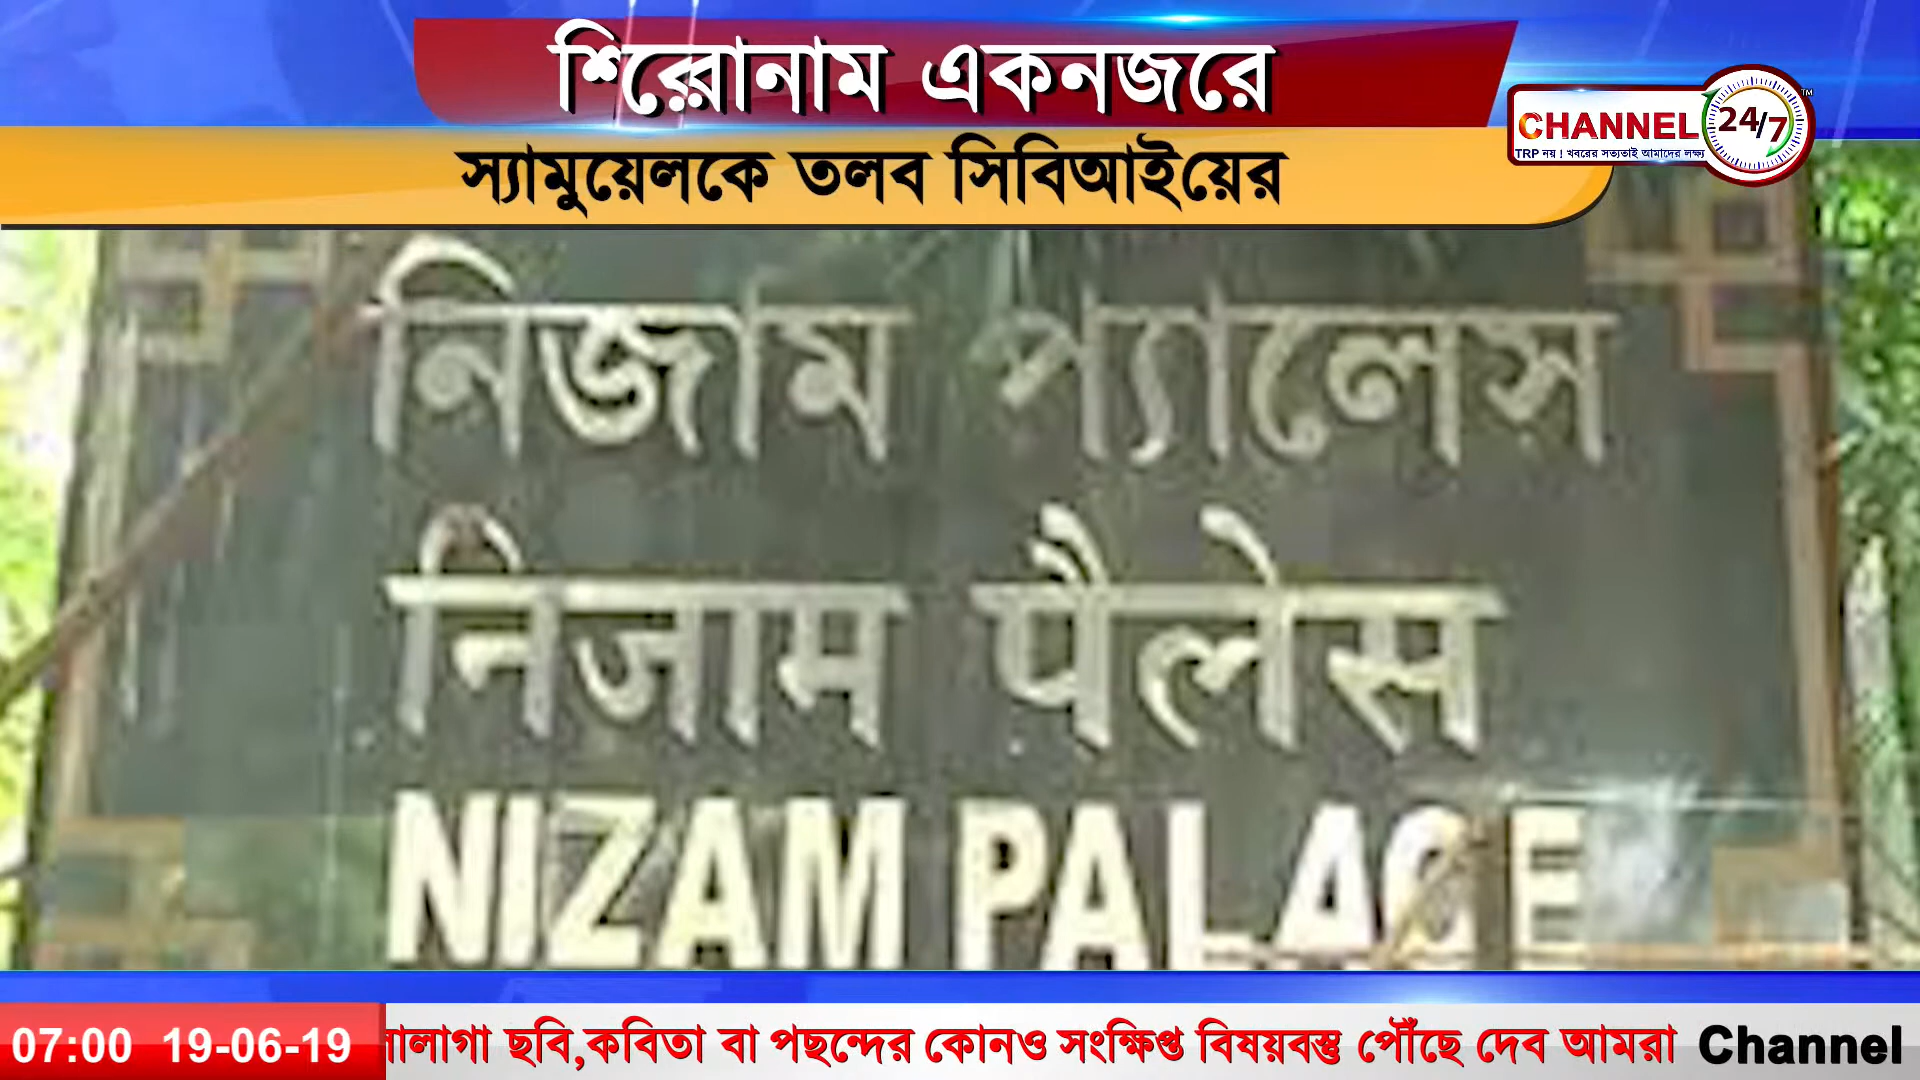 শিরোনাম একনজরে
CHANNEL 24/7 TM
TRP নয় ! খবরের সত্যতাই আমাদের লক্ষ্য
স্যামুয়েলকে তলব সিবিআইয়ের
নিজাম প্যালেস
निजाम पैलेस
NIZAM PALACE
07:00 19-06-19 ছবি,কবিতা বা পছন্দের কোনও সংক্ষিপ্ত বিষয়বস্তু পৌঁছে দেব আমরা Channel